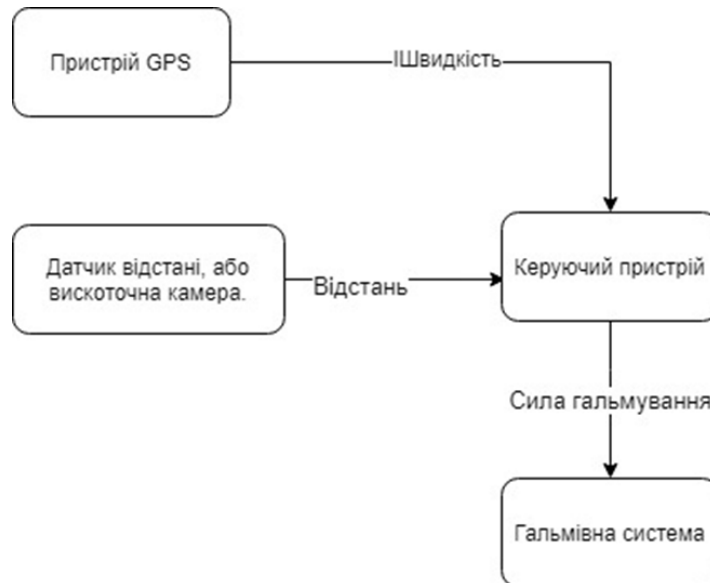 Пристрій GPS
ІШвидкість
Датчик відстані, або
вискоточна камера.
Відстань
Керуючий пристрій
Сила гальмування
Гальмівна система